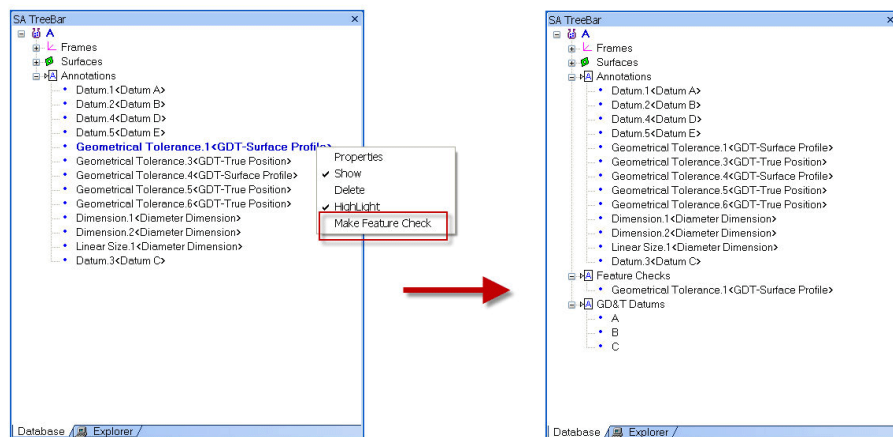 SA TreeBar
A
Frames
Surfaces
Annotations
Datum.1<Datum A>
Datum.2<Datum B>
Datum.4<Datum D>
Datum.5<Datum E>
Geometrical Tolerance.1<GDT-Surface Profile>
Geometrical Tolerance.3<GDT-True Position>
Geometrical Tolerance.4<GDT-Surface Profile>
Geometrical Tolerance.5<GDT-True Position>
Geometrical Tolerance.6<GDT-True Position>
Dimension.1<Diameter Dimension>
Dimension.2<Diameter Dimension>
Linear Size.1<Diameter Dimension>
Datum.3<Datum C>
Properties
Show
Delete
HighLight
Make Feature Check
Database
Explorer
SA TreeBar
A
Frames
Surfaces
Annotations
Datum.1<Datum A>
Datum.2<Datum B>
Datum.4<Datum D>
Datum.5<Datum E>
Geometrical Tolerance.1<GDT-Surface Profile>
Geometrical Tolerance.3<GDT-True Position>
Geometrical Tolerance.4<GDT-Surface Profile>
Geometrical Tolerance.5<GDT-True Position>
Geometrical Tolerance.6<GDT-True Position>
Dimension.1<Diameter Dimension>
Dimension.2<Diameter Dimension>
Linear Size.1<Diameter Dimension>
Datum.3<Datum C>
Feature Checks
Geometrical Tolerance.1<GDT-Surface Profile>
GD&T Datums
A
B
C
Database
Explorer